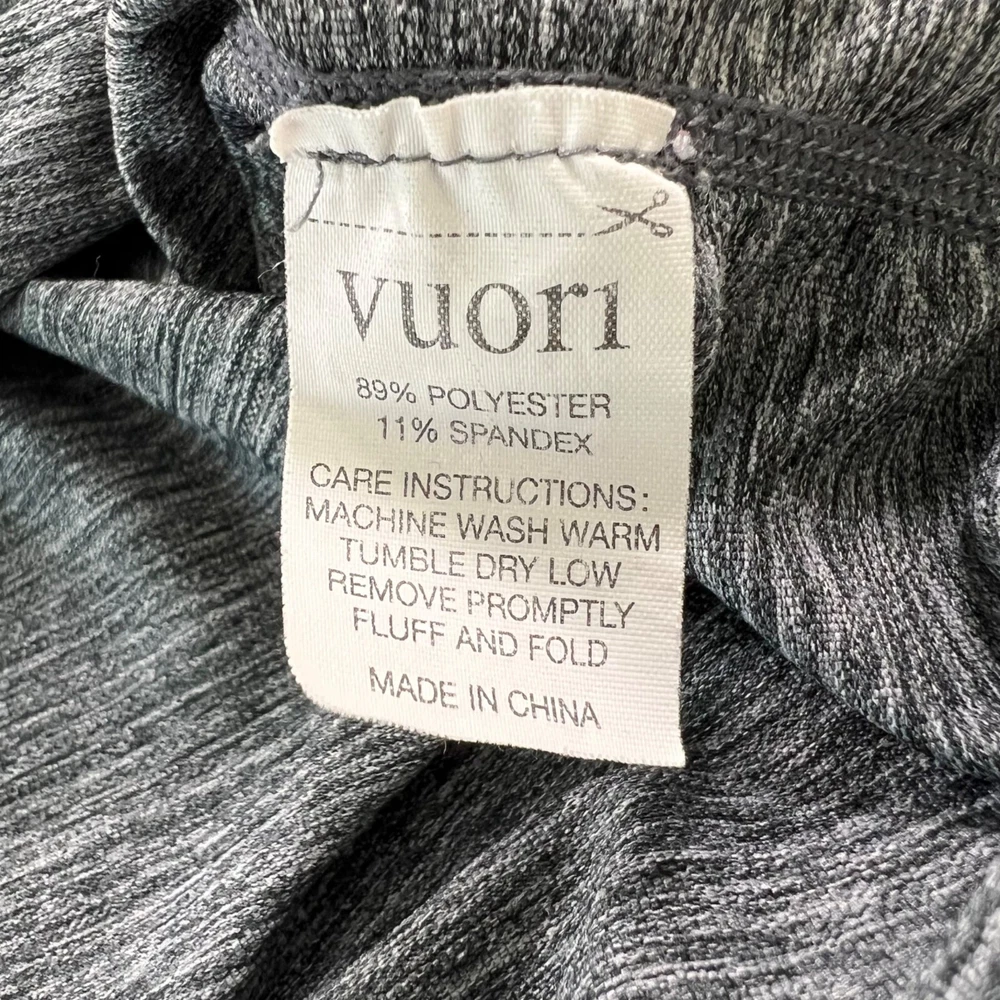 vuori
89% POLYESTER
11% SPANDEX
CARE INSTRUCTIONS:
MACHINE WASH WARM
TUMBLE DRY LOW
REMOVE PROMPTLY
FLUFF AND FOLD
MADE IN CHINA